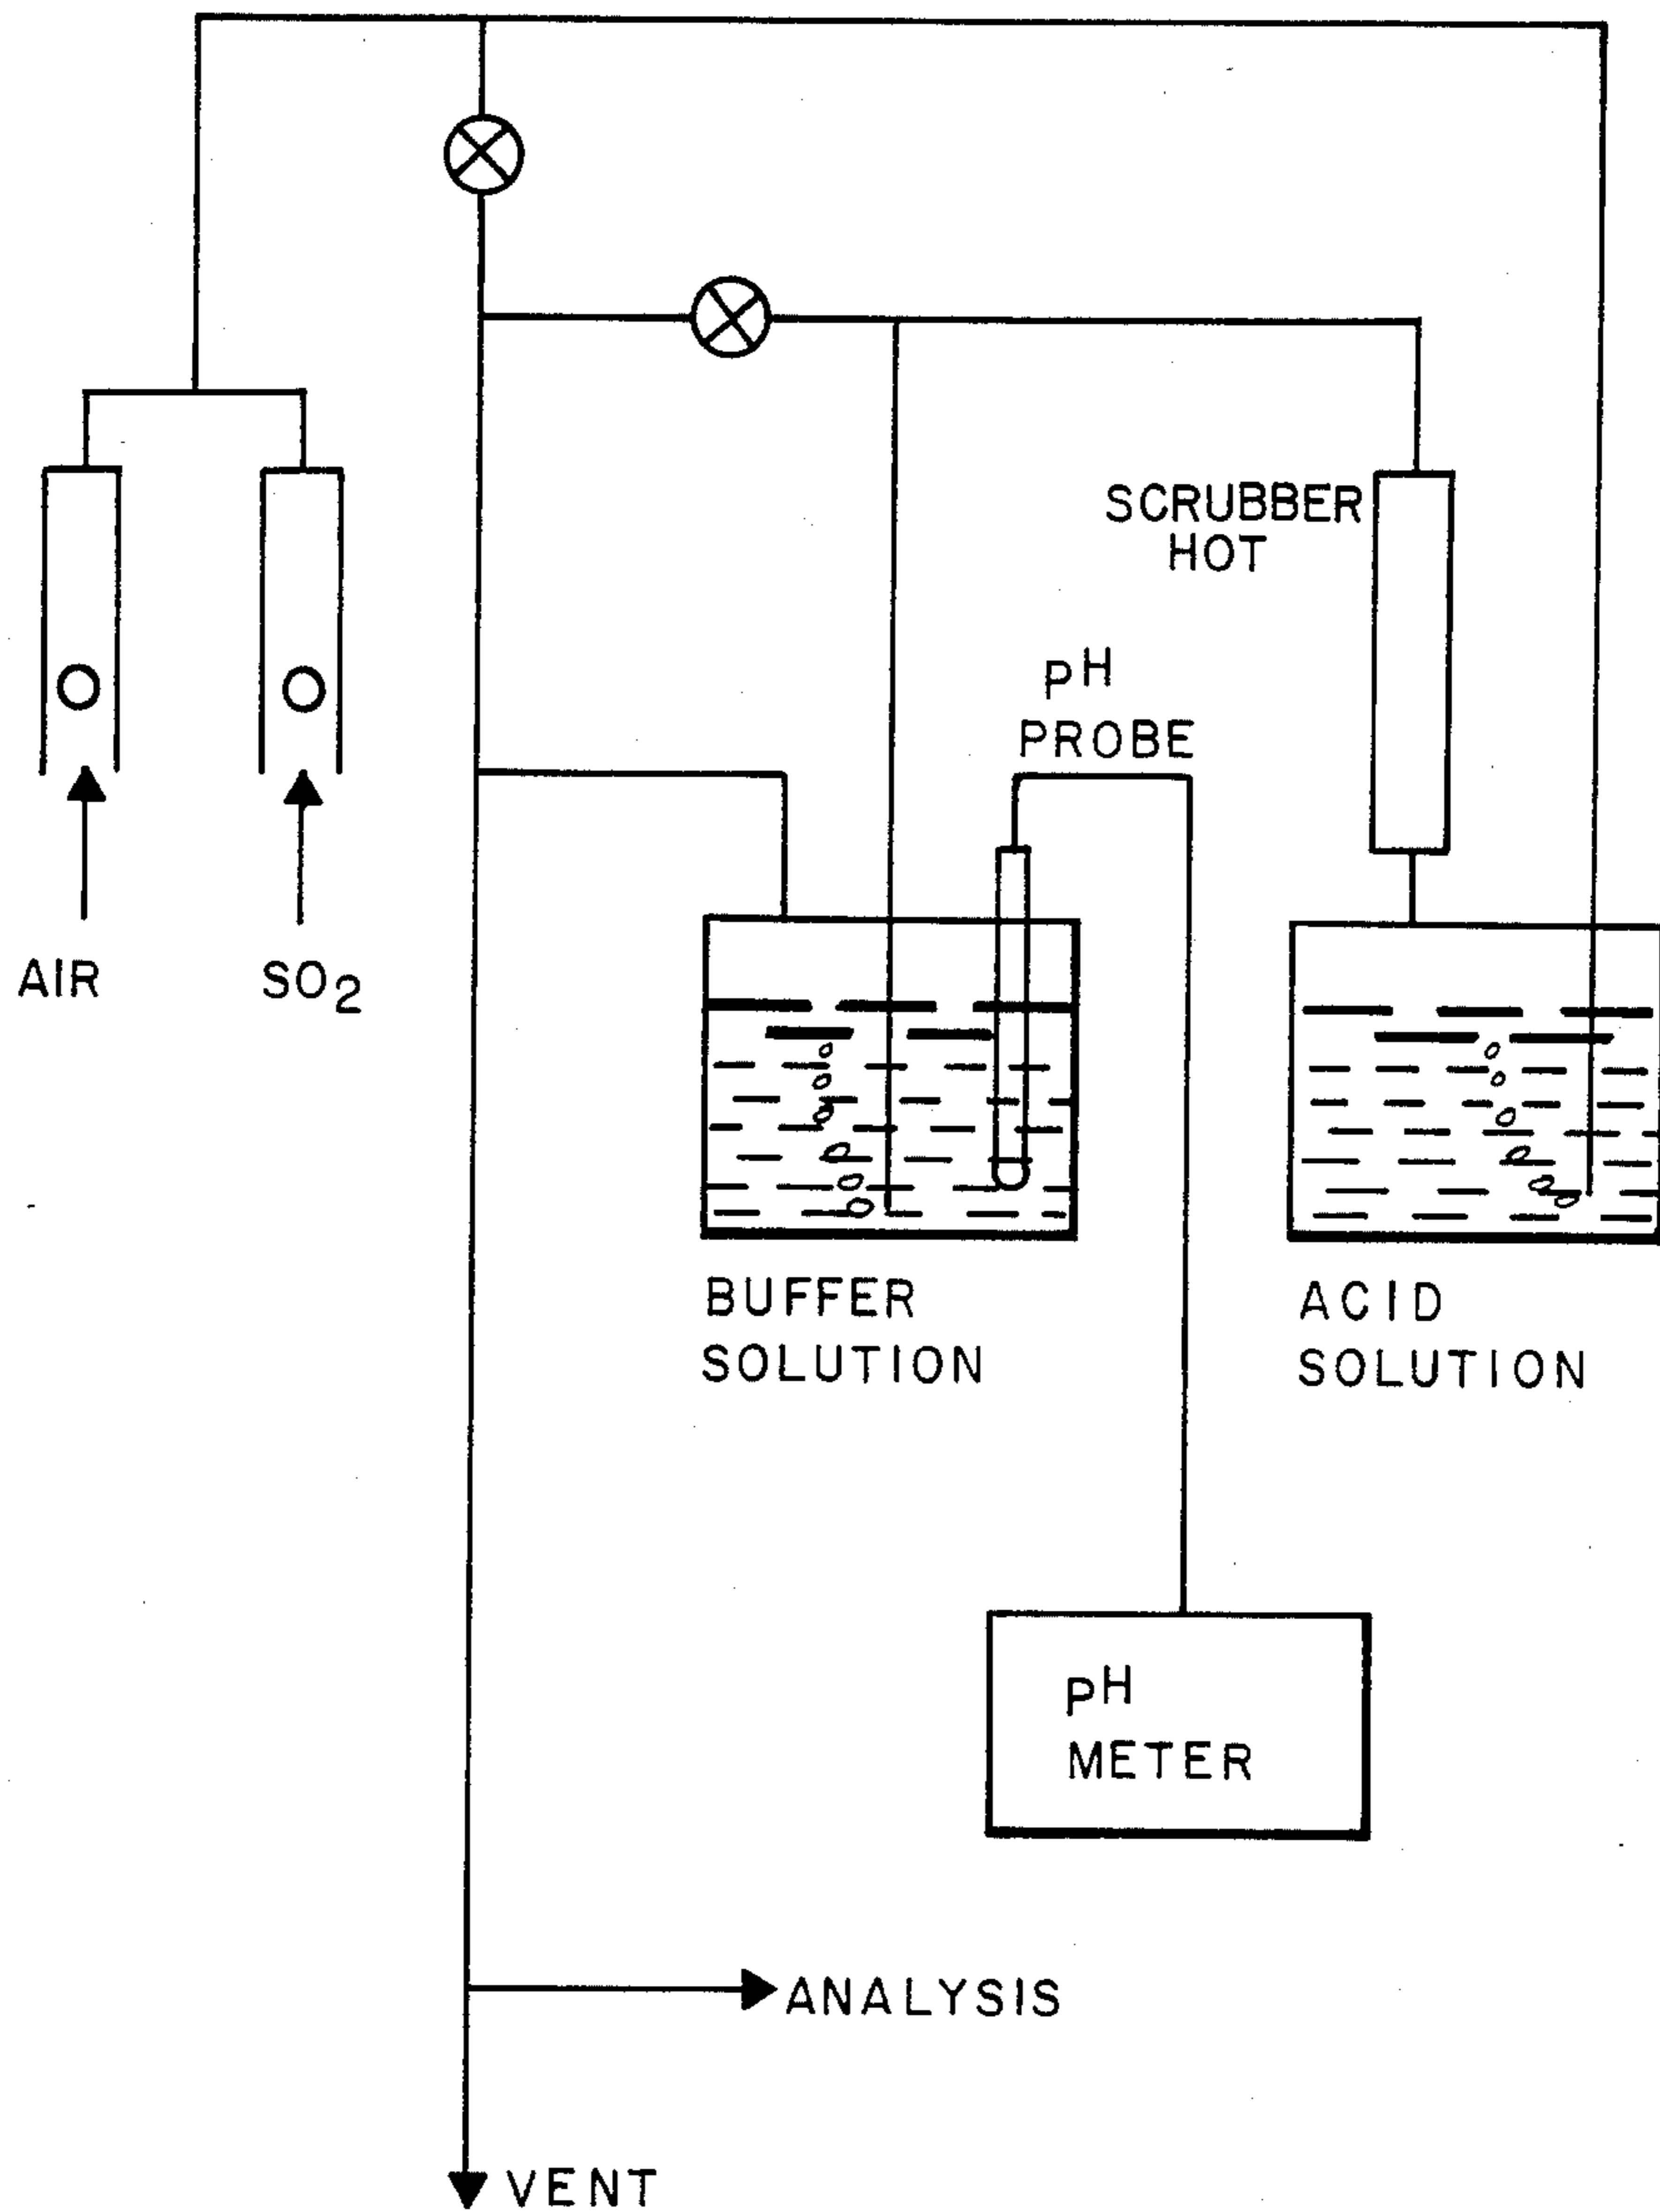 SCRUBBER
HOT
pH
PROBE
AIR
SO2
BUFFER
SOLUTION
ACID
SOLUTION
pH
METER
ANALYSIS
VENT